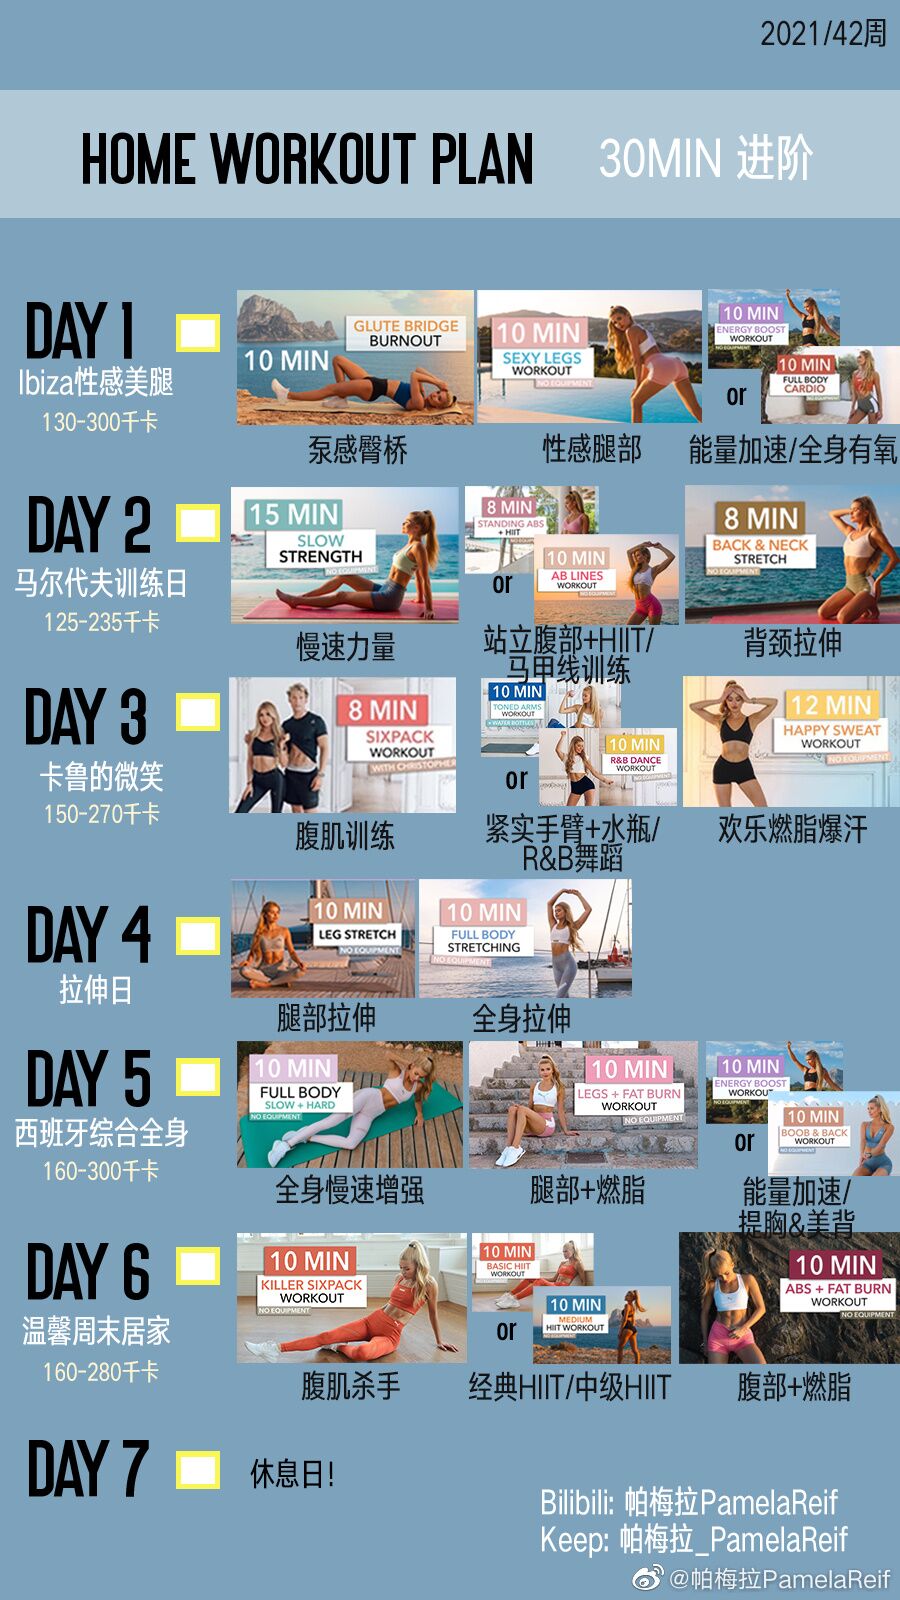 2021/42周
HOME WORKOUT PLAN 30MIN 进阶
DAY 1
Ibiza性感美腿
130-300千卡
10 MIN
GLUTE BRIDGE
BURNOUT
泵感臀桥
10 MIN
SEXY LEGS
WORKOUT
NO EQUIPMENT
性感腿部
10 MIN
ENERGY BOOST
WORKOUT
NO EQUIPMENT
or
10 MIN
FULL BODY
CARDIO
NO EQUIPMENT
能量加速/全身有氧
DAY 2
马尔代夫训练日
125-235千卡
15 MIN
SLOW
STRENGTH
NO EQUIPMENT
慢速力量
8 MIN
STANDING ABS
+ HIIT
NO EQUIPMENT
or
10 MIN
AB LINES
WORKOUT
NO EQUIPMENT
站立腹部+HIIT/
马甲线训练
8 MIN
BACK & NECK
STRETCH
NO EQUIPMENT
背颈拉伸
DAY 3
卡鲁的微笑
150-270千卡
8 MIN
SIXPACK
WORKOUT
WITH CHRISTOPHER
腹肌训练
10 MIN
TONED ARMS
WORKOUT
+ WATER BOTTLES
or
10 MIN
R&B DANCE
WORKOUT
NO EQUIPMENT
紧实手臂+水瓶/
R&B舞蹈
12 MIN
HAPPY SWEAT
WORKOUT
NO EQUIPMENT
欢乐燃脂爆汗
DAY 4
拉伸日
10 MIN
LEG STRETCH
NO EQUIPMENT
腿部拉伸
10 MIN
FULL BODY
STRETCHING
NO EQUIPMENT
全身拉伸
DAY 5
西班牙综合全身
160-300千卡
10 MIN
FULL BODY
SLOW + HARD
NO EQUIPMENT
全身慢速增强
10 MIN
LEGS + FAT BURN
WORKOUT
NO EQUIPMENT
腿部+燃脂
10 MIN
ENERGY BOOST
WORKOUT
NO EQUIPMENT
or
10 MIN
BOOB & BACK
WORKOUT
NO EQUIPMENT
能量加速/
提胸&美背
DAY 6
温馨周末居家
160-280千卡
10 MIN
KILLER SIXPACK
WORKOUT
NO EQUIPMENT
腹肌杀手
10 MIN
BASIC HIIT
WORKOUT
or
10 MIN
MEDIUM
HIIT WORKOUT
NO EQUIPMENT
经典HIIT/中级HIIT
10 MIN
ABS + FAT BURN
WORKOUT
NO EQUIPMENT
腹部+燃脂
DAY 7
休息日!
Bilibili: 帕梅拉PamelaReif
Keep: 帕梅拉_PamelaReif
@帕梅拉PamelaReif